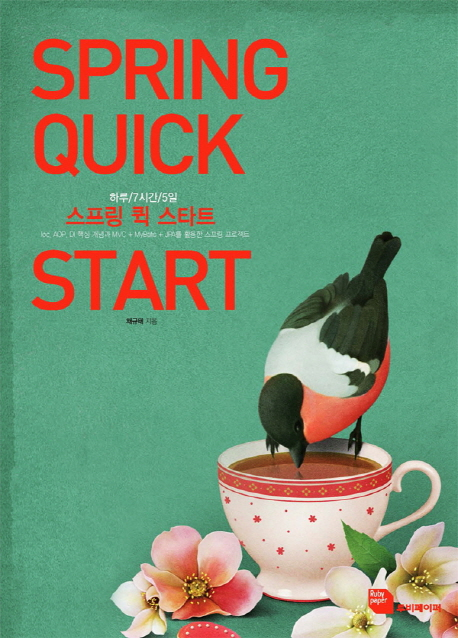 SPRING
QUICK
하루/7시간/5일
스프링 퀵 스타트
Ioc, AOP, DI 핵심 개념과 MVC + MyBatis + JPA를 활용한 스프링 프로젝트
START
채규태 지음
Ruby
paper
루비페이퍼